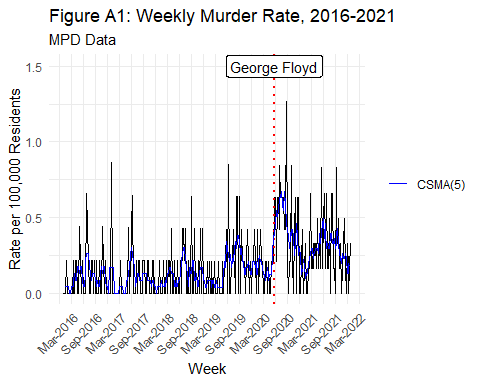 Figure A1: Weekly Murder Rate, 2016-2021
MPD Data
George Floyd
Rate per 100,000 Residents
1.5
1.0
0.5
0.0
CSMA(5)
Mar-2016
Sep-2016
Mar-2017
Sep-2017
Mar-2018
Sep-2018
Mar-2019
Sep-2019
Mar-2020
Sep-2020
Mar-2021
Sep-2021
Mar-2022
Week